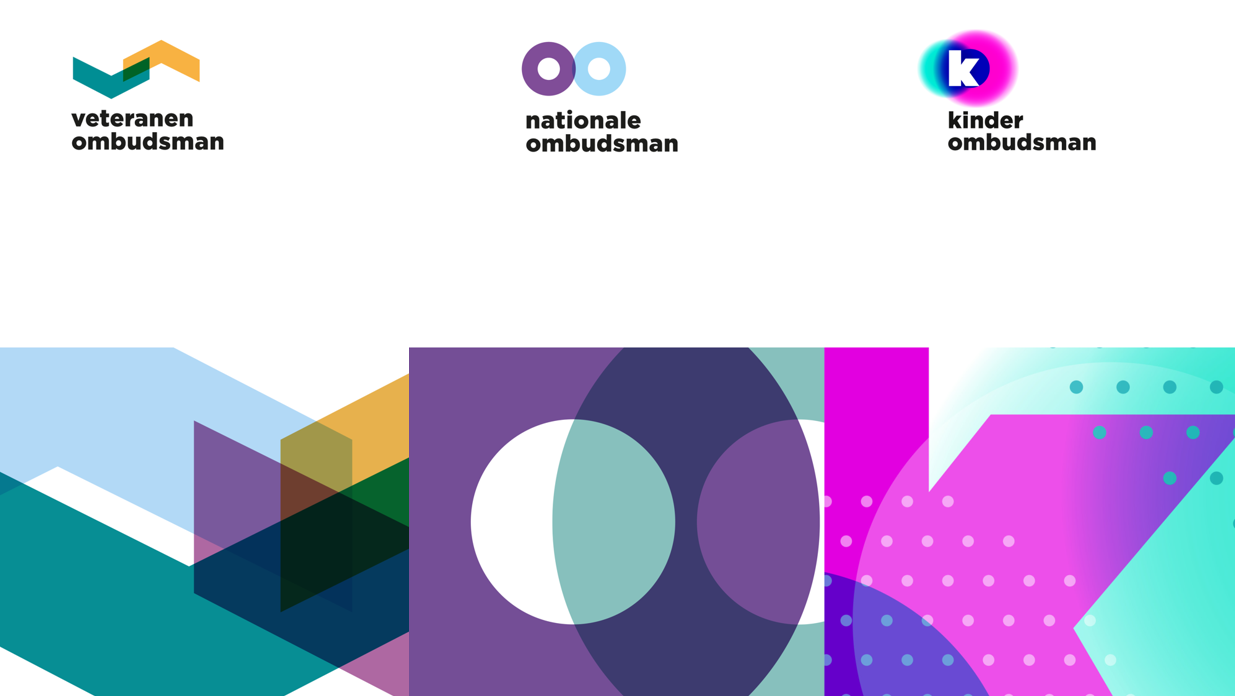 veteranen
ombudsman
nationale
ombudsman
k
kinder
ombudsman